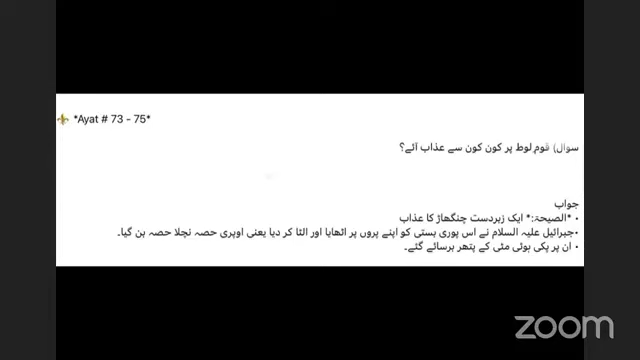 ⚜ *Ayat # 73 - 75*
سوال) قوم لوط پر کون کون سے عذاب آئے؟
جواب
• *الصيحة:* ایک زبردست چنگھاڑ کا عذاب
•جبرائیل علیہ السلام نے اس پوری بستی کو اپنے پروں پر اٹھایا اور الٹا کر دیا یعنی اوپری حصہ نچلا حصہ بن گیا۔
• ان پر پکی ہوئی مٹی کے پتھر برسائے گئے۔
zoom